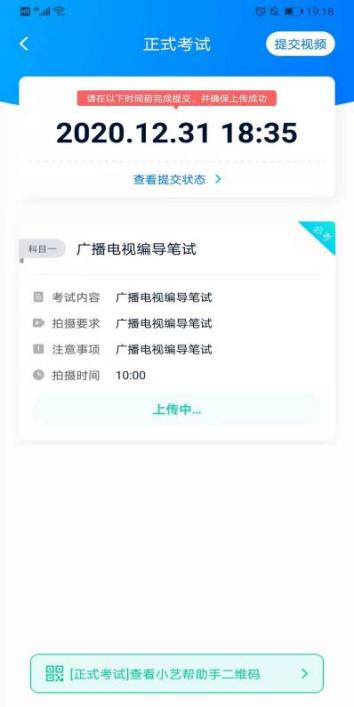 HD 19:18
正式考试
提交视频
请在以下时间前完成提交，并确保上传成功
2020.12.31 18:35
查看提交状态
必考
科目一
广播电视编导笔试
考试内容 广播电视编导笔试
拍摄要求 广播电视编导笔试
注意事项 广播电视编导笔试
拍摄时间 10:00
上传中...
[正式考试]查看小艺帮助手二维码